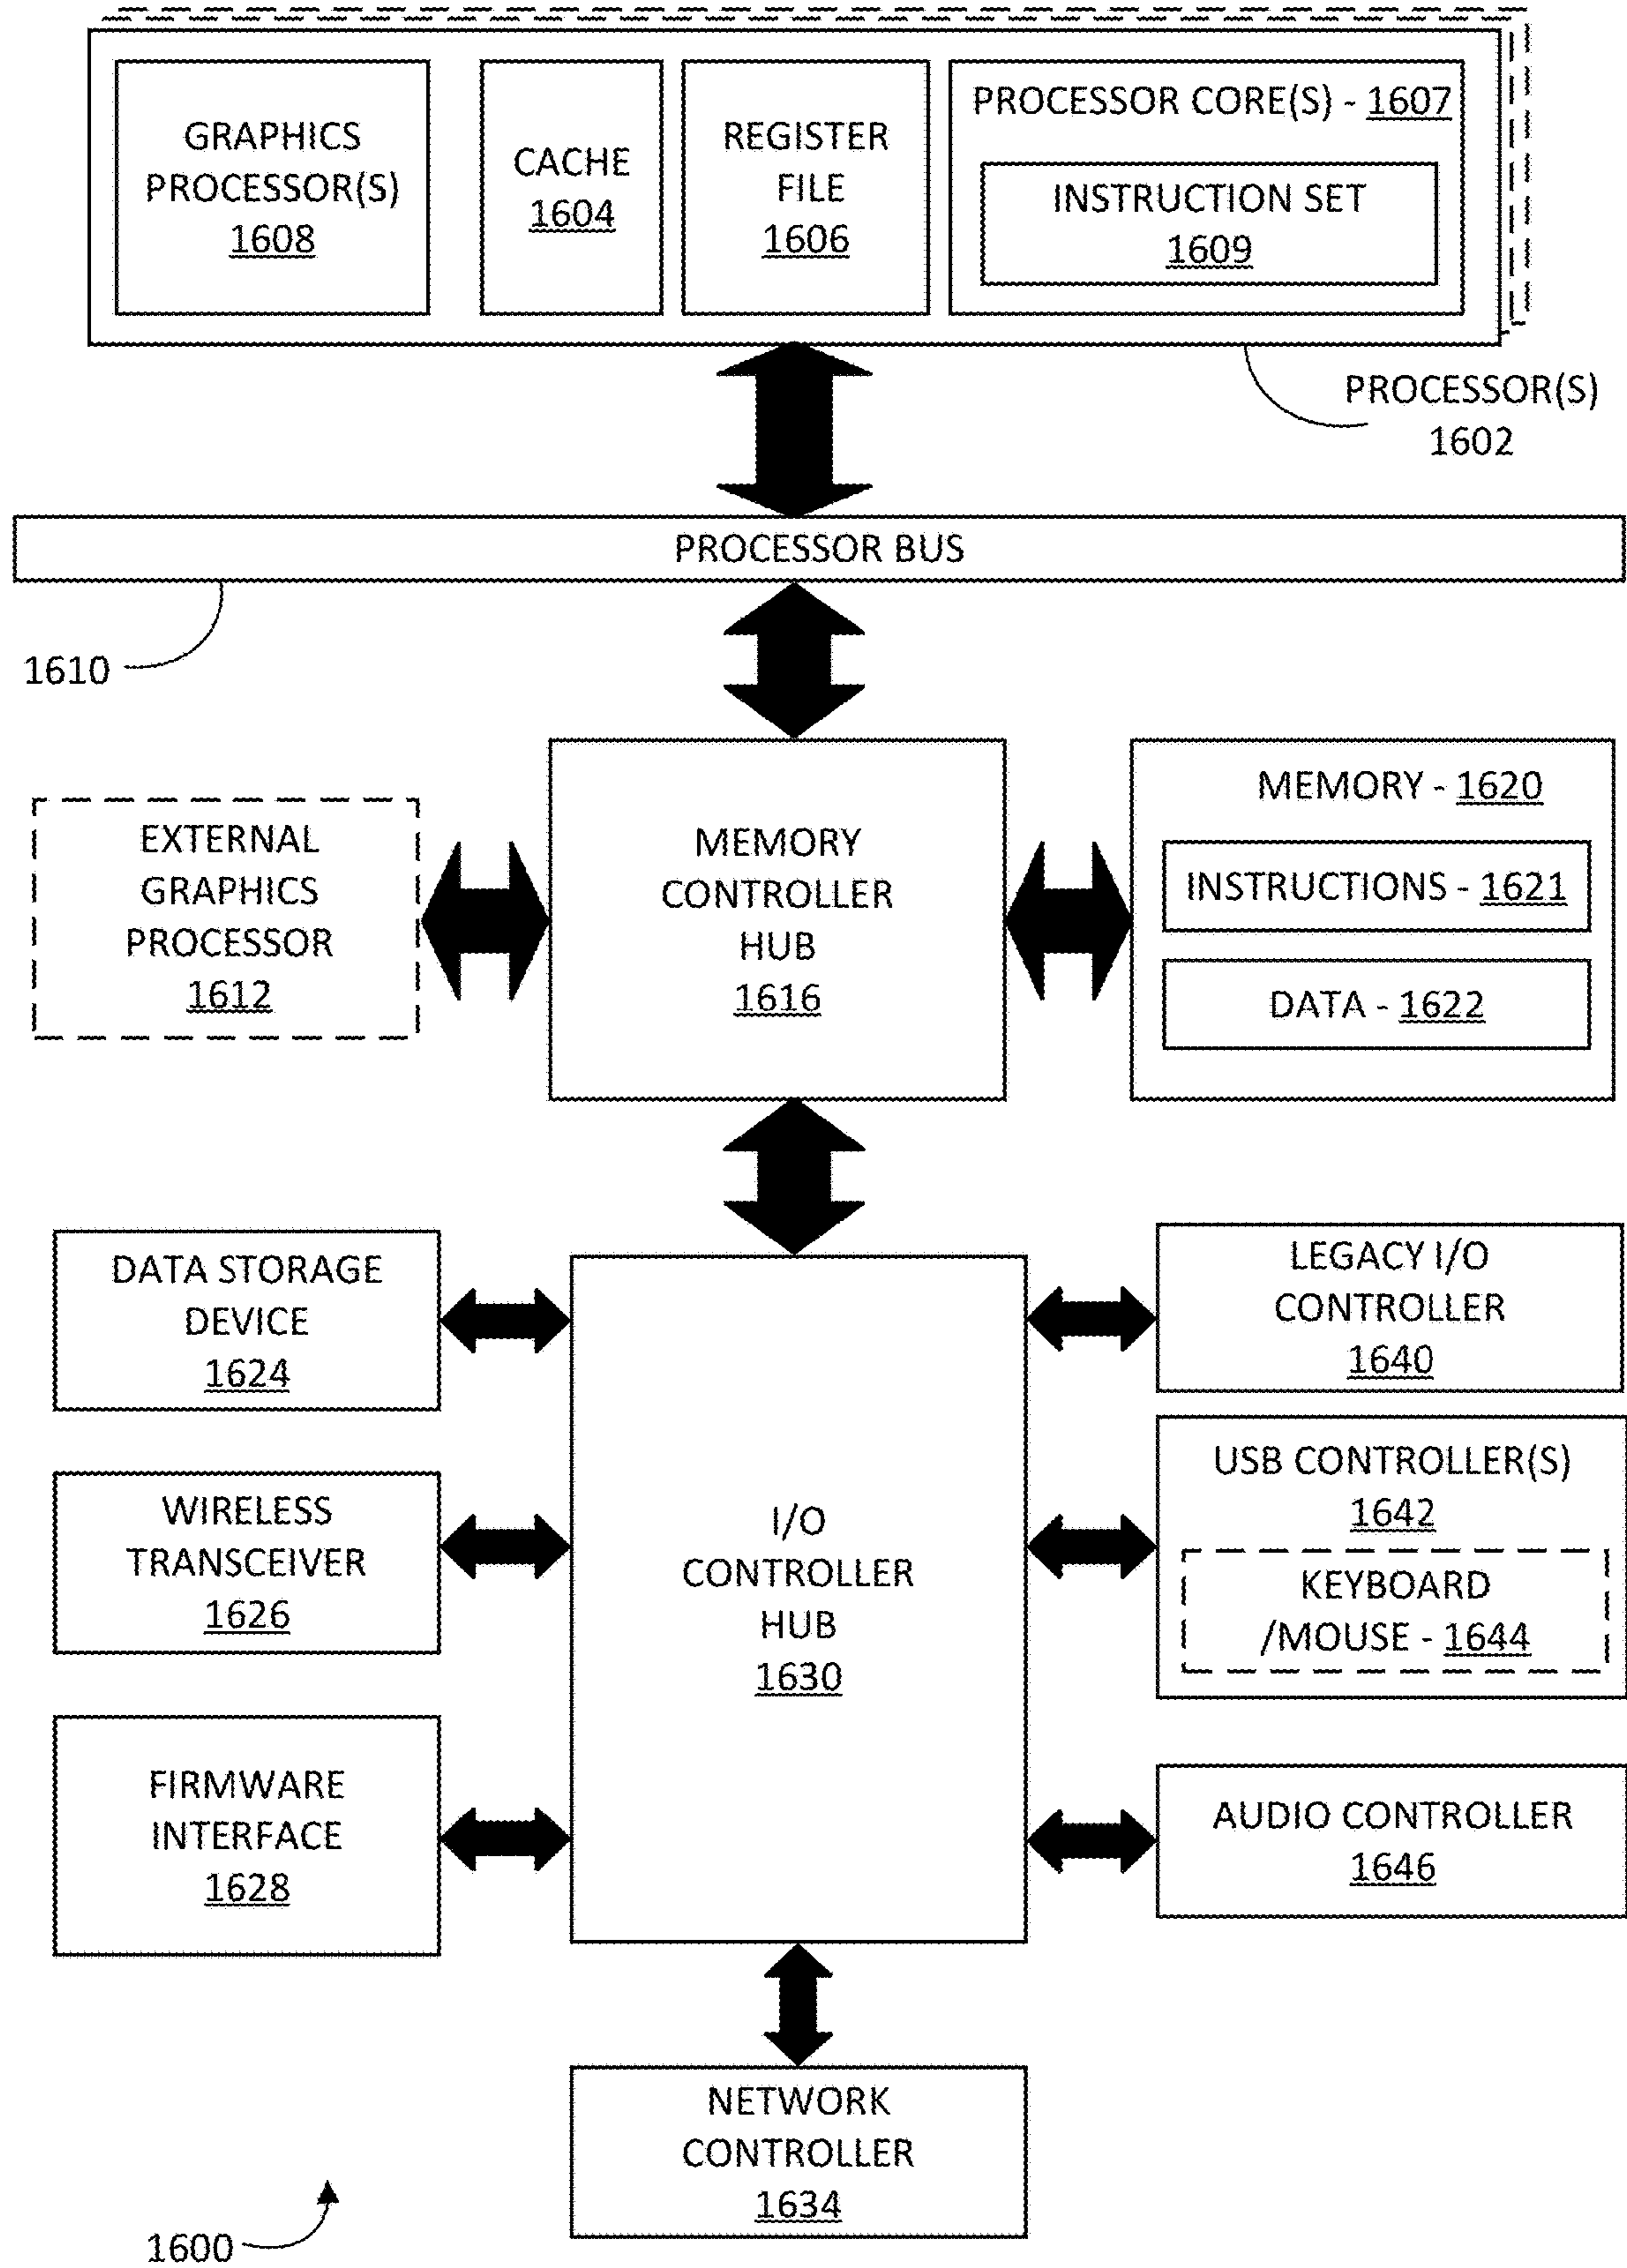 GRAPHICS
PROCESSOR(S)
1608
CACHE
1604
REGISTER
FILE
1606
PROCESSOR CORE(S) - 1607
INSTRUCTION SET
1609
PROCESSOR(S)
1602
PROCESSOR BUS
1610
EXTERNAL
GRAPHICS
PROCESSOR
1612
MEMORY
CONTROLLER
HUB
1616
MEMORY - 1620
INSTRUCTIONS - 1621
DATA - 1622
DATA STORAGE
DEVICE
1624
WIRELESS
TRANSCEIVER
1626
FIRMWARE
INTERFACE
1628
I/O
CONTROLLER
HUB
1630
LEGACY I/O
CONTROLLER
1640
USB CONTROLLER(S)
1642
KEYBOARD
/MOUSE - 1644
AUDIO CONTROLLER
1646
NETWORK
CONTROLLER
1634
1600